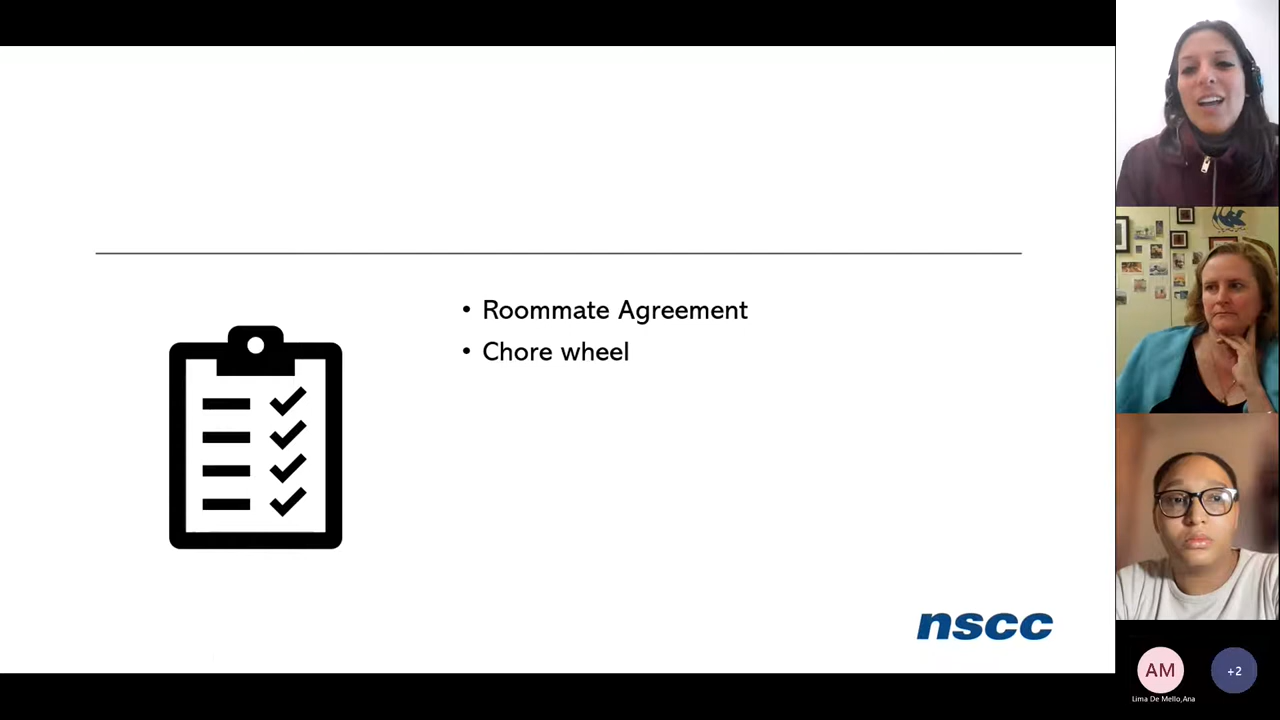 Roommate Agreement
Chore wheel
nscc
AM
+2
Lima De Mello,Ana